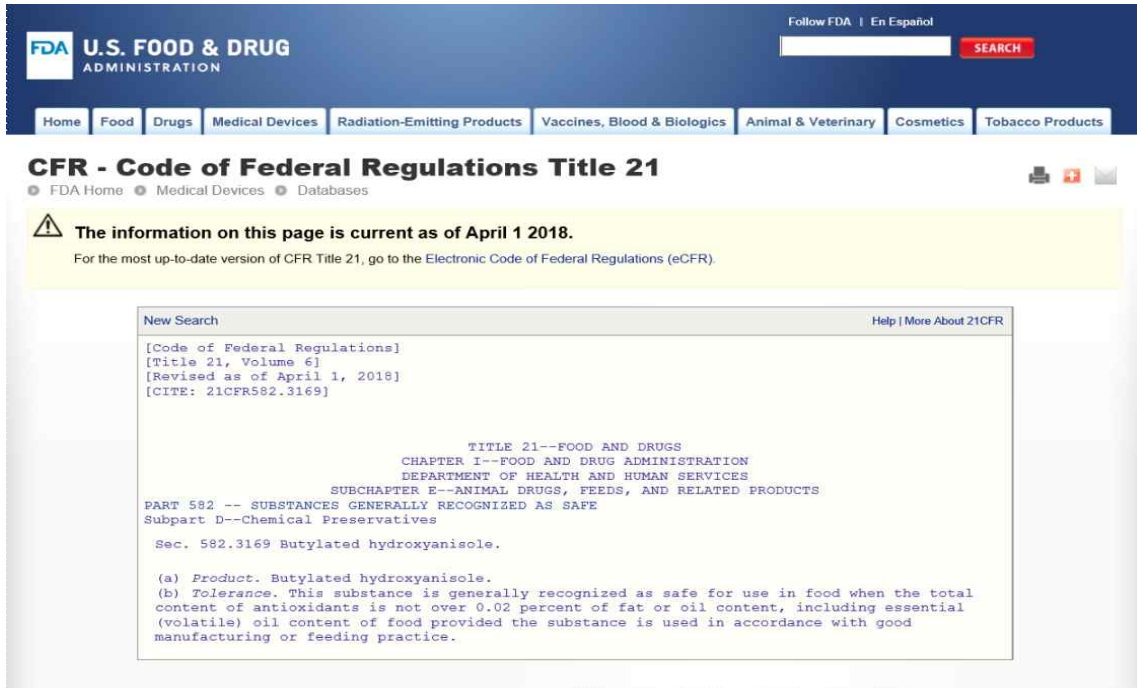 Follow FDA | En Español
FDA U.S. FOOD & DRUG
ADMINISTRATION
SEARCH
Home Food Drugs Medical Devices Radiation-Emitting Products Vaccines, Blood & Biologics Animal & Veterinary Cosmetics Tobacco Products
CFR - Code of Federal Regulations Title 21
FDA Home Medical Devices Databases
The information on this page is current as of April 1 2018.
For the most up-to-date version of CFR Title 21, go to the Electronic Code of Federal Regulations (eCFR).
New Search Help | More About 21CFR
[Code of Federal Regulations]
[Title 21, Volume 6]
[Revised as of April 1, 2018]
[CITE: 21CFR582.3169]
TITLE 21--FOOD AND DRUGS
CHAPTER I--FOOD AND DRUG ADMINISTRATION
DEPARTMENT OF HEALTH AND HUMAN SERVICES
SUBCHAPTER E--ANIMAL DRUGS, FEEDS, AND RELATED PRODUCTS
PART 582 -- SUBSTANCES GENERALLY RECOGNIZED AS SAFE
Subpart D--Chemical Preservatives
Sec. 582.3169 Butylated hydroxyanisole.
(a) Product. Butylated hydroxyanisole.
(b) Tolerance. This substance is generally recognized as safe for use in food when the total
content of antioxidants is not over 0.02 percent of fat or oil content, including essential
(volatile) oil content of food provided the substance is used in accordance with good
manufacturing or feeding practice.